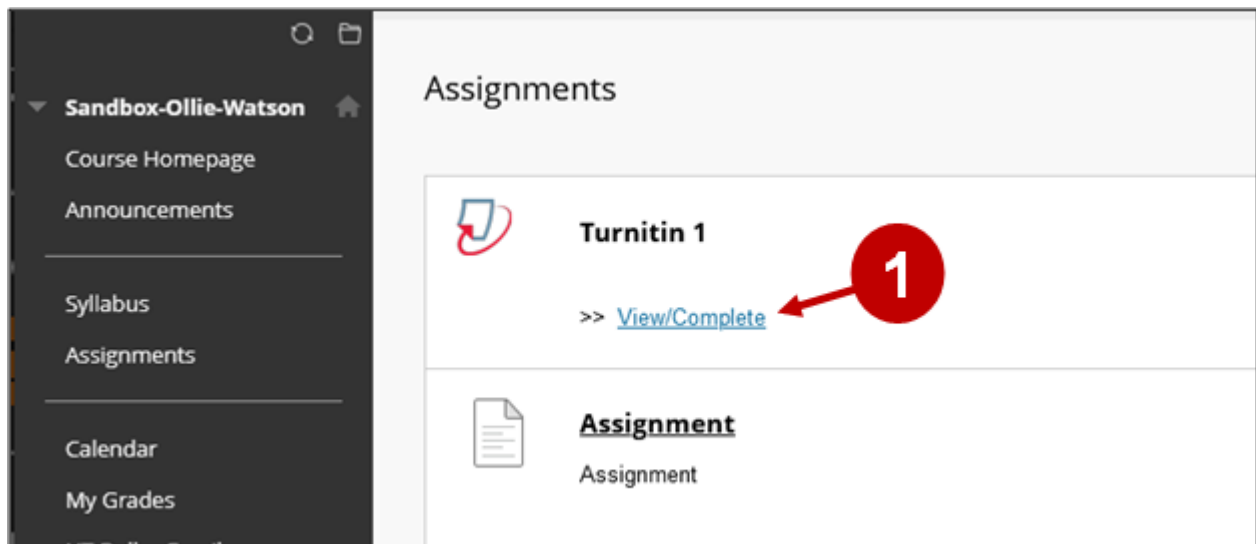 Sandbox-Ollie-Watson
Course Homepage
Announcements
Syllabus
Assignments
Calendar
My Grades
Assignments
Turnitin 1
>> View/Complete
1
Assignment
Assignment